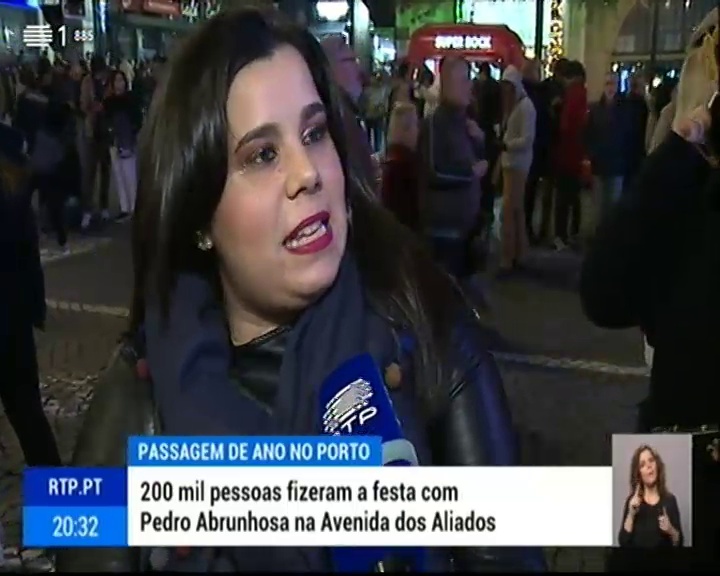 1 885
SUPER BOCK
RTP
PASSAGEM DE ANO NO PORTO
RTP.PT
200 mil pessoas fizeram a festa com
20:32
Pedro Abrunhosa na Avenida dos Aliados